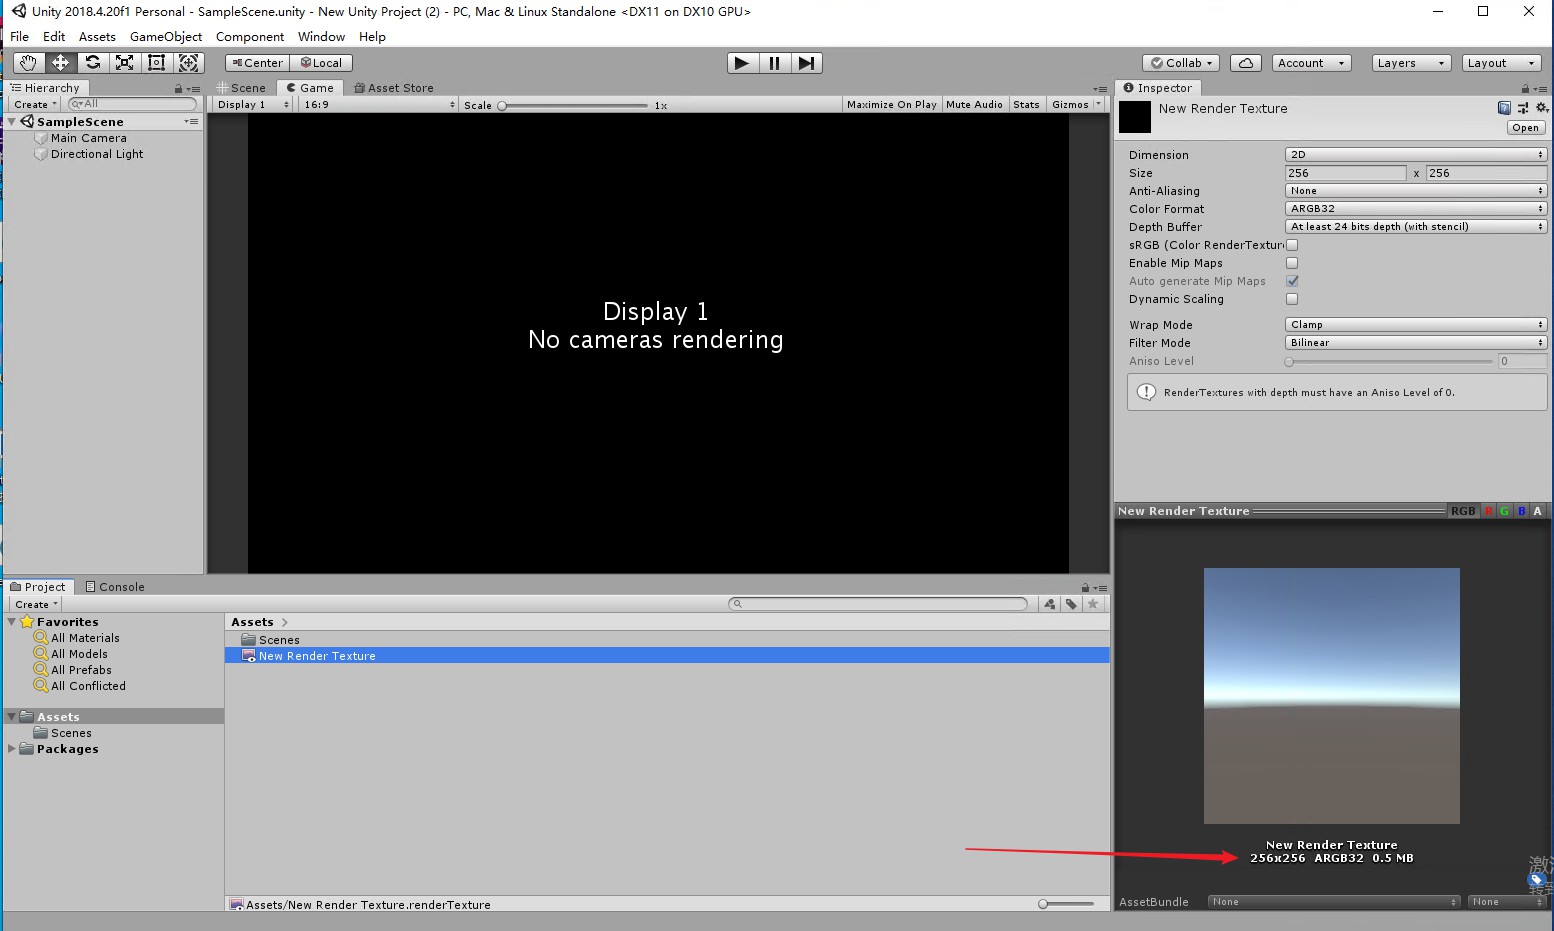 Unity 2018.4.20f1 Personal - SampleScene.unity - New Unity Project (2) - PC, Mac & Linux Standalone <DX11 on DX10 GPU>
File Edit Assets GameObject Component Window Help
Center Local Collab Account Layers Layout
Hierarchy
Create All
SampleScene
Main Camera
Directional Light
Scene Game Asset Store
Display 1 16:9 Scale 1x Maximize On Play Mute Audio Stats Gizmos
Display 1
No cameras rendering
Inspector
New Render Texture
Open
Dimension 2D
Size 256 x 256
Anti-Aliasing None
Color Format ARGB32
Depth Buffer At least 24 bits depth (with stencil)
sRGB (Color RenderTextur
Enable Mip Maps
Auto generate Mip Maps
Dynamic Scaling
Wrap Mode Clamp
Filter Mode Bilinear
Aniso Level 0
RenderTextures with depth must have an Aniso Level of 0.
New Render Texture RGB R G B A
New Render Texture
256x256 ARGB32 0.5 MB
AssetBundle None None
Project Console
Create
Favorites
All Materials
All Models
All Prefabs
All Conflicted
Assets
Scenes
Packages
Assets
Scenes
New Render Texture
Assets/New Render Texture.renderTexture